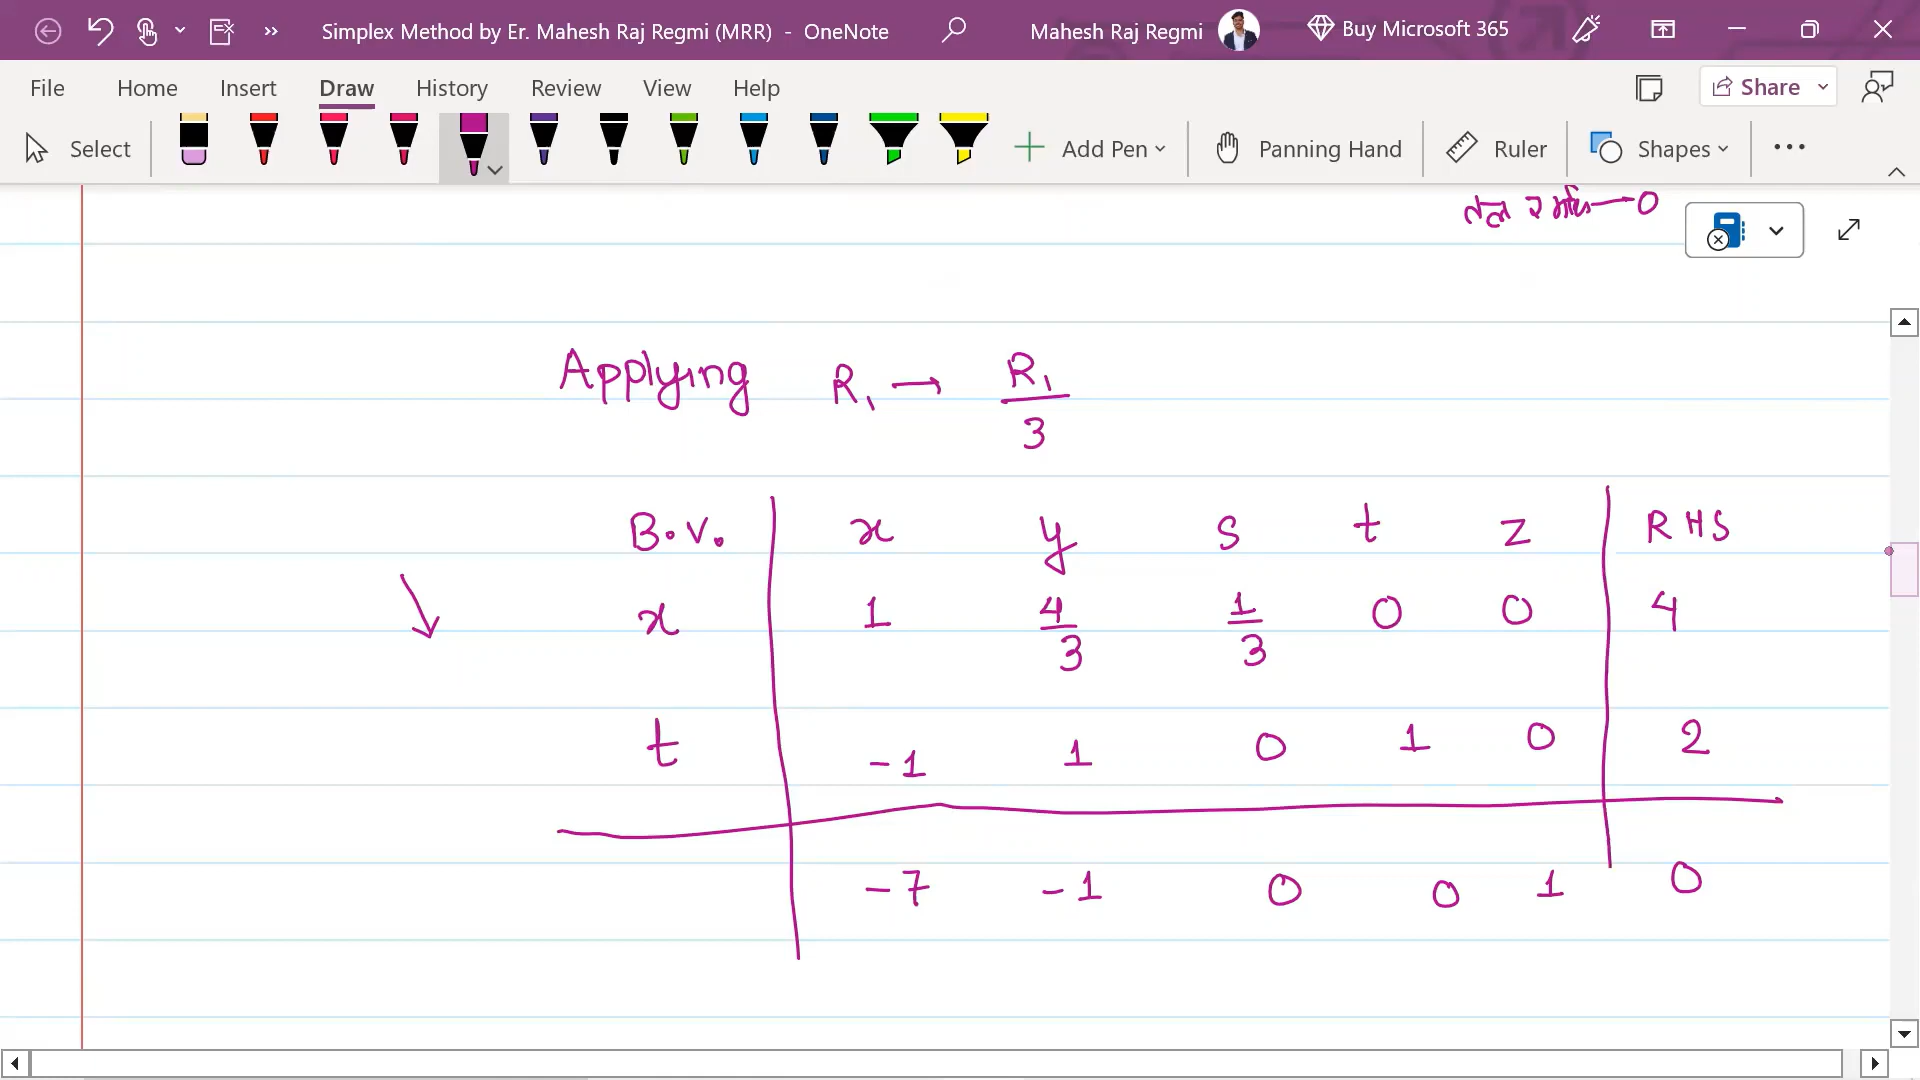 Simplex Method by Er. Mahesh Raj Regmi (MRR) - OneNote
Mahesh Raj Regmi
Buy Microsoft 365
File Home Insert Draw History Review View Help
Share
Select
Add Pen
Panning Hand
Ruler
Shapes
0
Applying R₁ → R₁/3
B.V. x y S t z RHS
x 1 4/3 1/3 0 0 4
t -1 1 0 1 0 2
-7 -1 0 0 1 0